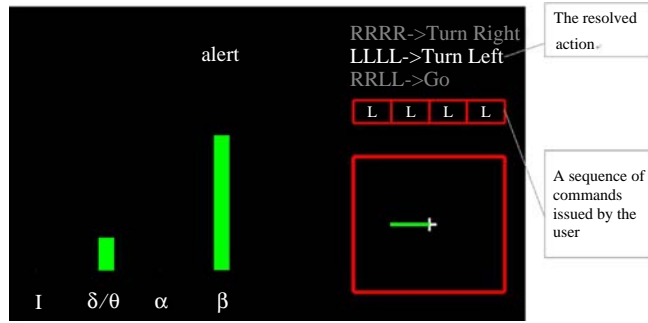 alert
RRRR->Turn Right
LLLL->Turn Left
RRLL->Go
L L L L
I δ/θ α β
The resolved
action.
A sequence of
commands
issued by the
user